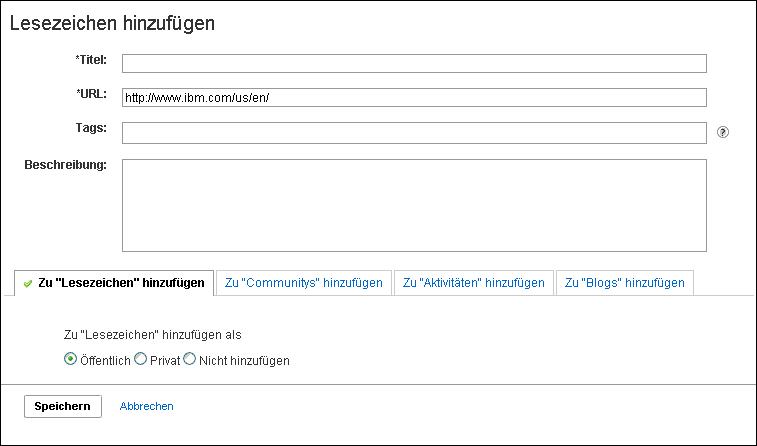 Lesezeichen hinzufügen
*Titel:
*URL: http://www.ibm.com/us/en/
Tags: ?
Beschreibung:
Zu "Lesezeichen" hinzufügen Zu "Communitys" hinzufügen Zu "Aktivitäten" hinzufügen Zu "Blogs" hinzufügen
Zu "Lesezeichen" hinzufügen als
Öffentlich Privat Nicht hinzufügen
Speichern Abbrechen